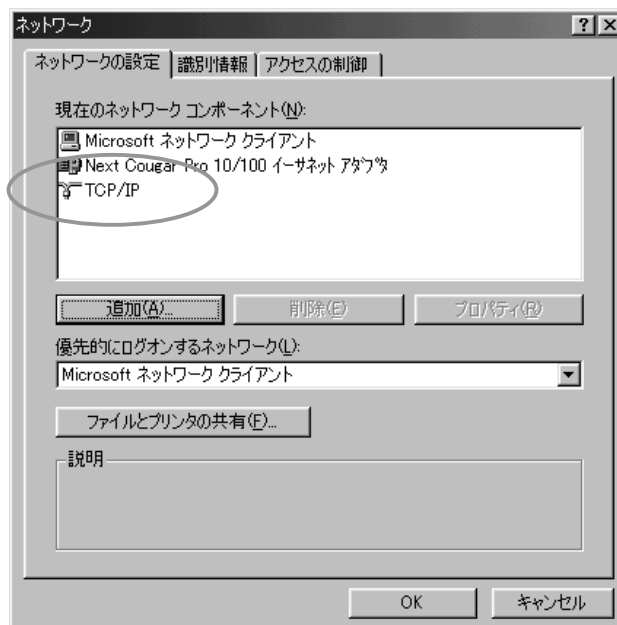 ネットワーク
ネットワークの設定 識別情報 アクセスの制御
現在のネットワーク コンポーネント(N):
Microsoft ネットワーク クライアント
Next Cougar Pro 10/100 イーサネット アダプタ
TCP/IP
追加(A)... 削除(E) プロパティ(R)
優先的にログオンするネットワーク(L):
Microsoft ネットワーク クライアント
ファイルとプリンタの共有(F)...
説明
OK キャンセル